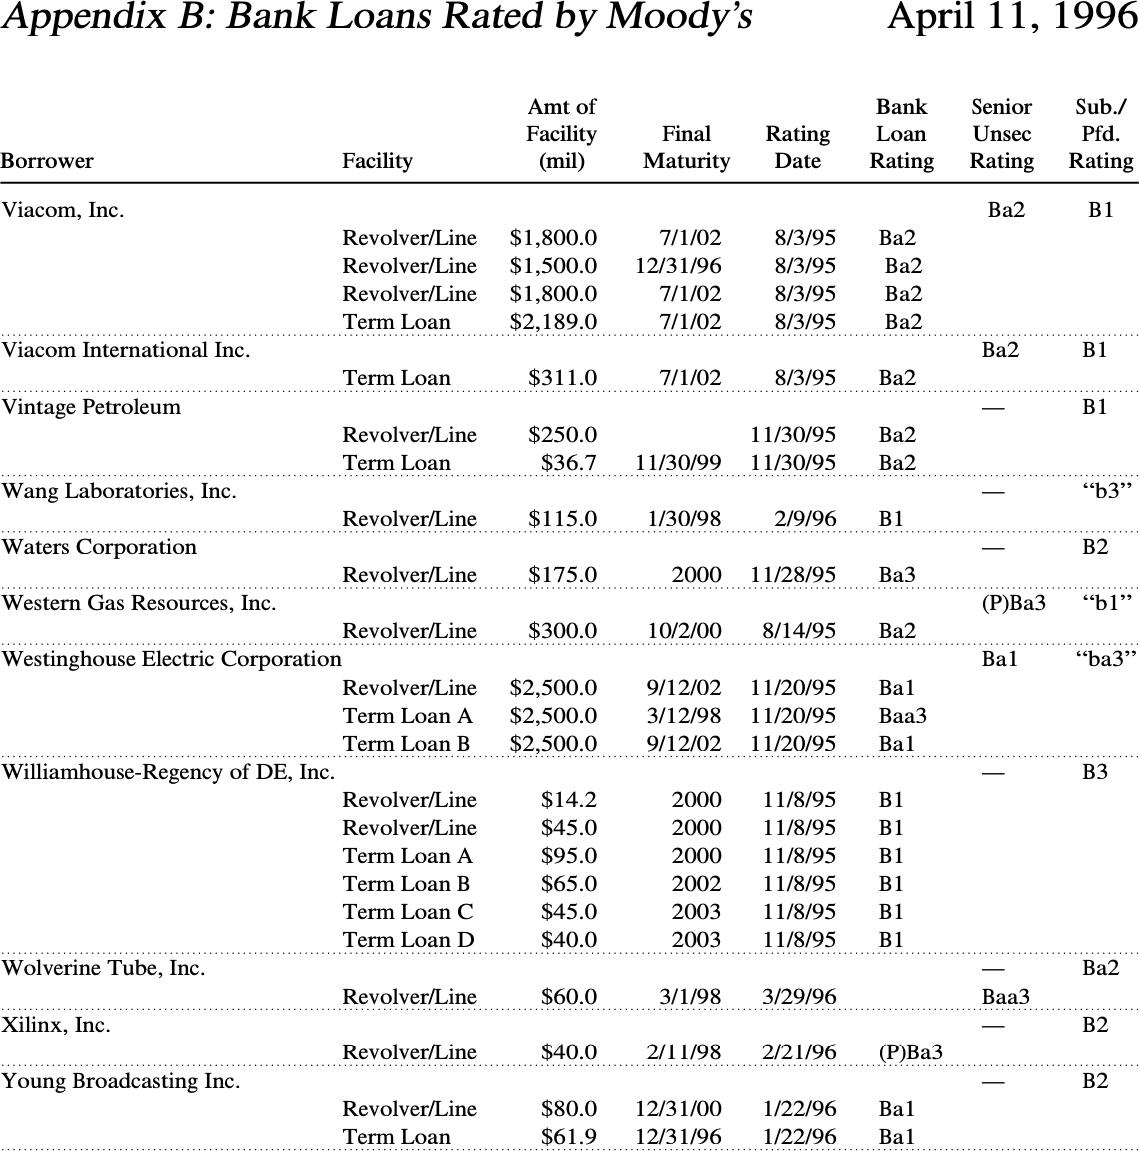 Appendix B: Bank Loans Rated by Moody's April 11, 1996
Amt of Bank Senior Sub./
Facility Final Rating Loan Unsec Pfd.
Borrower Facility (mil) Maturity Date Rating Rating Rating
Viacom, Inc. Ba2 B1
Revolver/Line $1,800.0 7/1/02 8/3/95 Ba2
Revolver/Line $1,500.0 12/31/96 8/3/95 Ba2
Revolver/Line $1,800.0 7/1/02 8/3/95 Ba2
Term Loan $2,189.0 7/1/02 8/3/95 Ba2
Viacom International Inc. Ba2 B1
Term Loan $311.0 7/1/02 8/3/95 Ba2
Vintage Petroleum — B1
Revolver/Line $250.0 11/30/95 Ba2
Term Loan $36.7 11/30/99 11/30/95 Ba2
Wang Laboratories, Inc. — “b3”
Revolver/Line $115.0 1/30/98 2/9/96 B1
Waters Corporation — B2
Revolver/Line $175.0 2000 11/28/95 Ba3
Western Gas Resources, Inc. (P)Ba3 “b1”
Revolver/Line $300.0 10/2/00 8/14/95 Ba2
Westinghouse Electric Corporation Ba1 “ba3”
Revolver/Line $2,500.0 9/12/02 11/20/95 Ba1
Term Loan A $2,500.0 3/12/98 11/20/95 Baa3
Term Loan B $2,500.0 9/12/02 11/20/95 Ba1
Williamhouse-Regency of DE, Inc. — B3
Revolver/Line $14.2 2000 11/8/95 B1
Revolver/Line $45.0 2000 11/8/95 B1
Term Loan A $95.0 2000 11/8/95 B1
Term Loan B $65.0 2002 11/8/95 B1
Term Loan C $45.0 2003 11/8/95 B1
Term Loan D $40.0 2003 11/8/95 B1
Wolverine Tube, Inc. — Ba2
Revolver/Line $60.0 3/1/98 3/29/96 Baa3
Xilinx, Inc. — B2
Revolver/Line $40.0 2/11/98 2/21/96 (P)Ba3
Young Broadcasting Inc. — B2
Revolver/Line $80.0 12/31/00 1/22/96 Ba1
Term Loan $61.9 12/31/96 1/22/96 Ba1